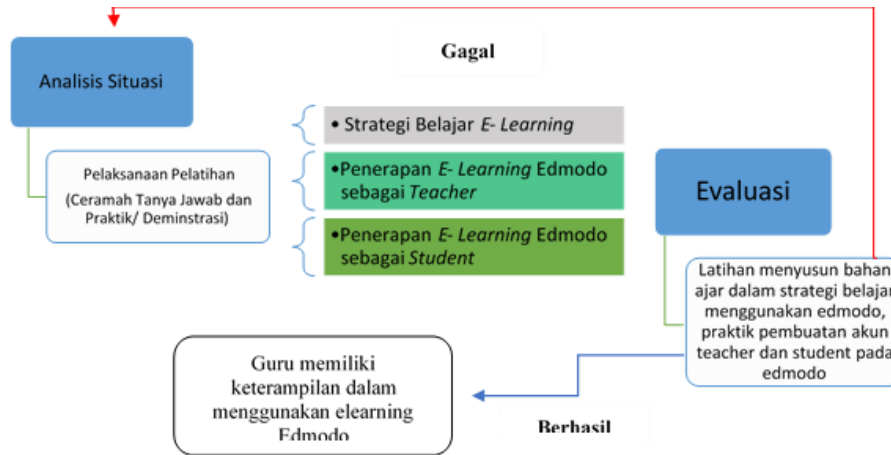 Gagal
Analisis Situasi
Pelaksanaan Pelatihan
(Ceramah Tanya Jawab dan
Praktik/ Deminstrasi)
• Strategi Belajar E- Learning
•Penerapan E- Learning Edmodo
sebagai Teacher
•Penerapan E- Learning Edmodo
sebagai Student
Evaluasi
Latihan menyusun bahan
ajar dalam strategi belajar
menggunakan edmodo,
praktik pembuatan akun
teacher dan student pada
edmodo
Guru memiliki
keterampilan dalam
menggunakan elearning
Edmodo
Berhasil